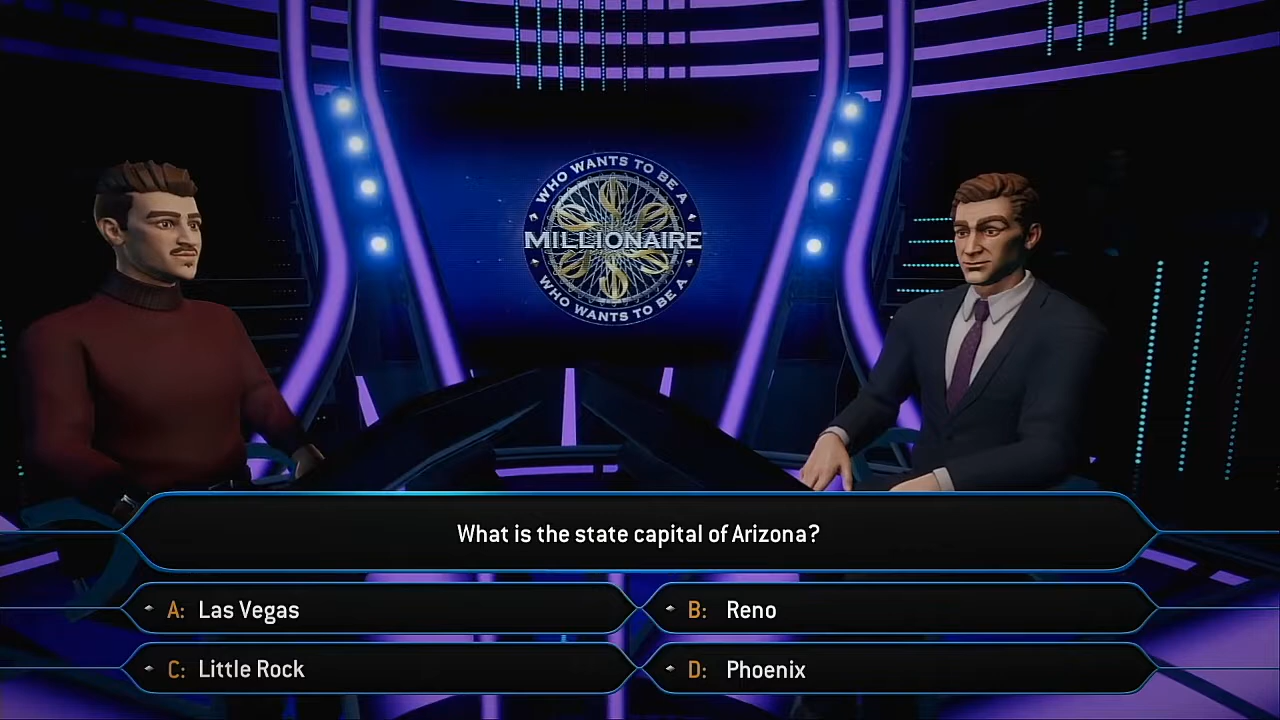 WHO WANTS TO BE A
MILLIONAIRE
WHO WANTS TO BE A
What is the state capital of Arizona?
A: Las Vegas
B: Reno
C: Little Rock
D: Phoenix